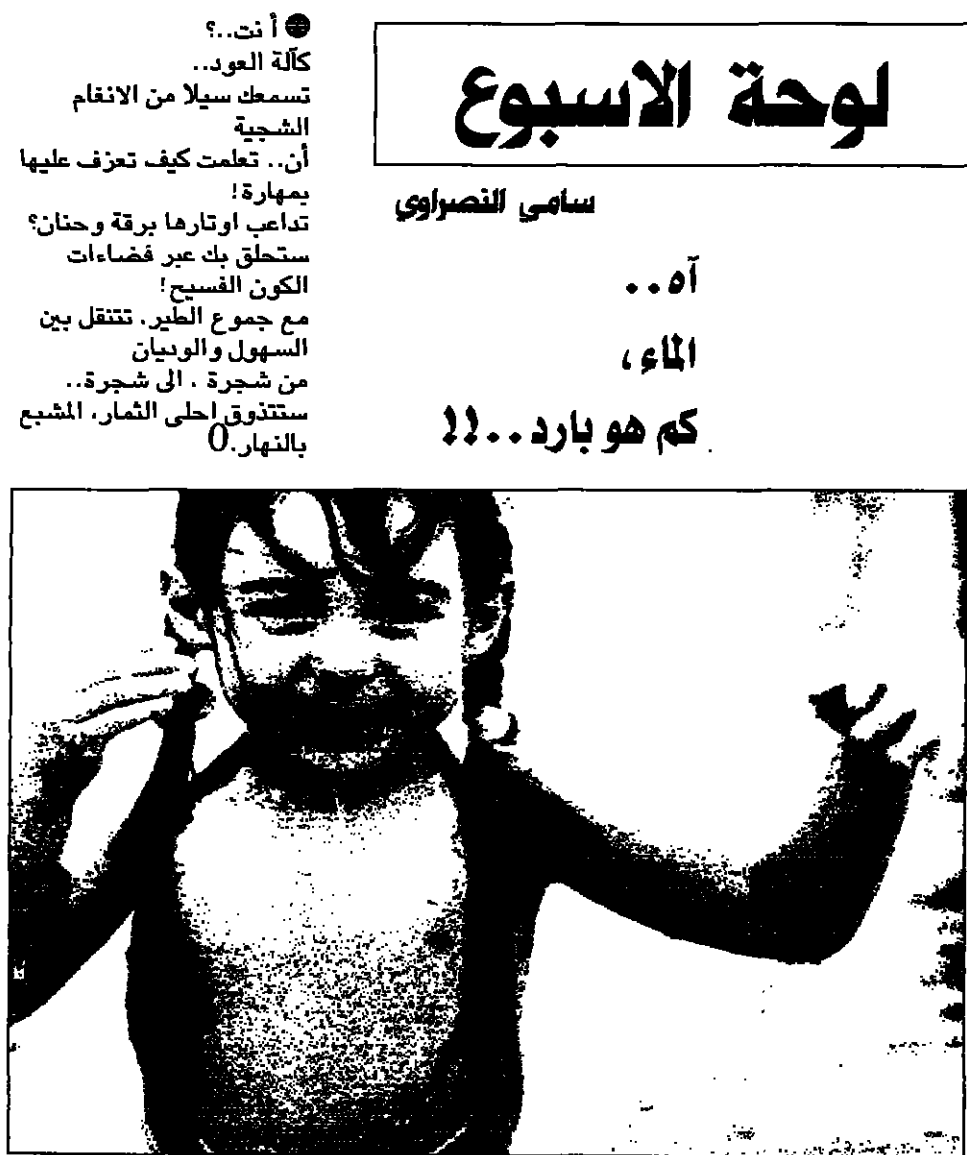 لوحة الاسبوع
سامي النصراوي
آه..
الماء،
كم هو بارد..!!
أنت..؟
كآلة العود..
تسمعك سيلا من الانغام
الشجية
أن.. تعلمت كيف تعزف عليها
بمهارة!
تداعب اوتارها برقة وحنان؟
ستحلق بك عبر فضاءات
الكون الفسيح!
مع جموع الطير. تتنقل بين
السهول والوديان
من شجرة . الى شجرة..
ستتذوق احلى الثمار. المشبع
بالنهار.